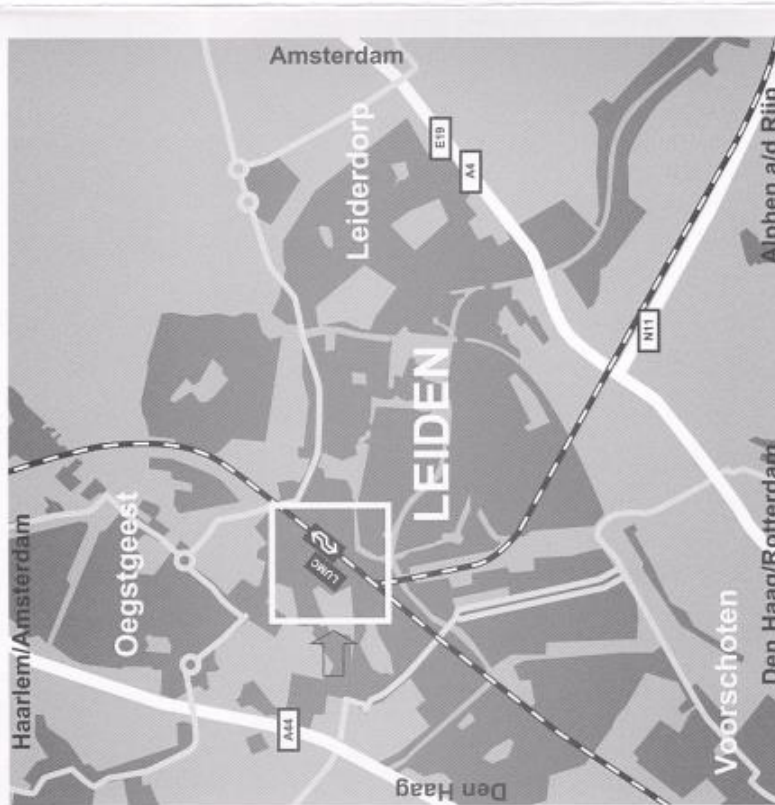 Haarlem/Amsterdam
Oegstgeest
Amsterdam
Leiderdorp
E19
A4
LEIDEN
LUMC
A44
Den Haag
N11
Voorschoten
Alphen a/d Rijn
Den Haag/Rotterdam